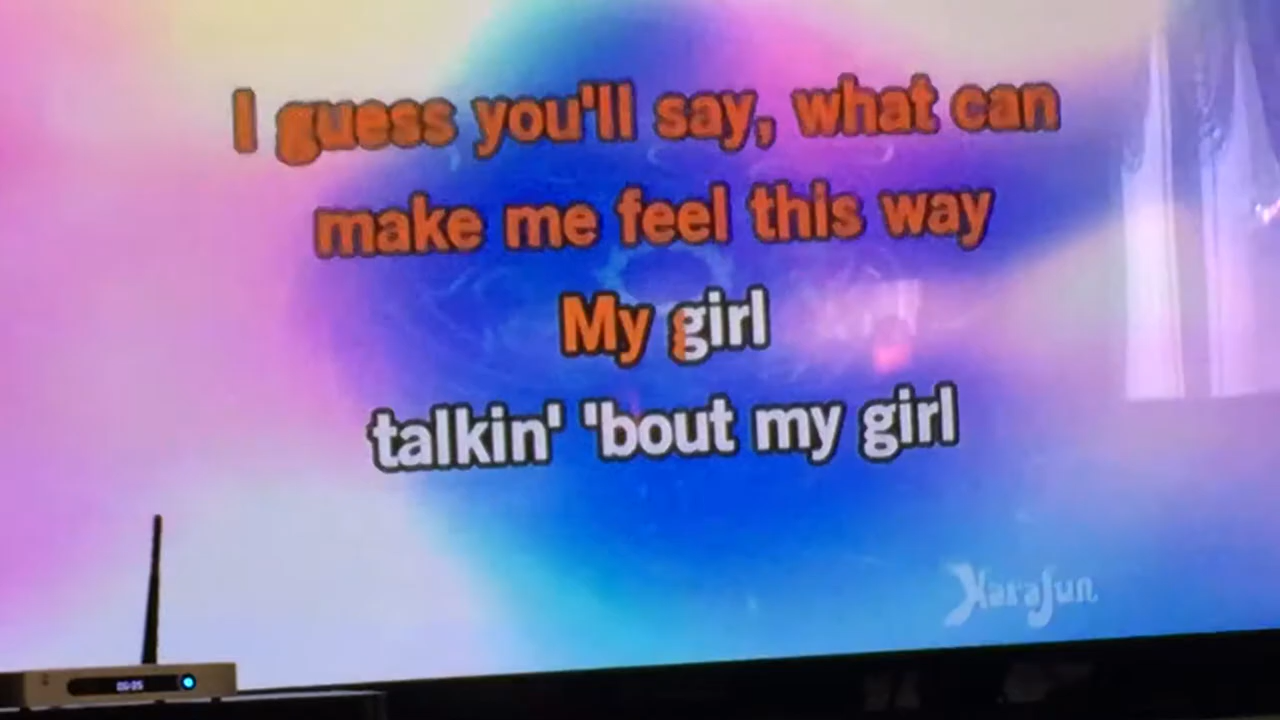 I guess you'll say, what can
make me feel this way
My girl
talkin' 'bout my girl
KaraFun